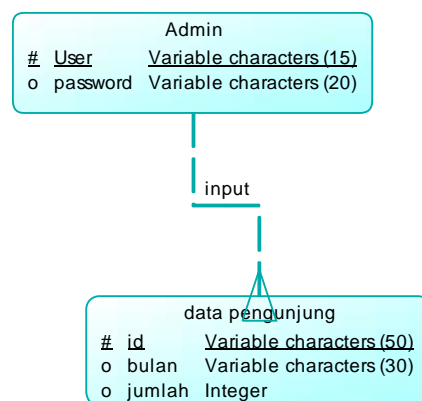 Admin
# User Variable characters (15)
o password Variable characters (20)
input
data pengunjung
# id Variable characters (50)
o bulan Variable characters (30)
o jumlah Integer